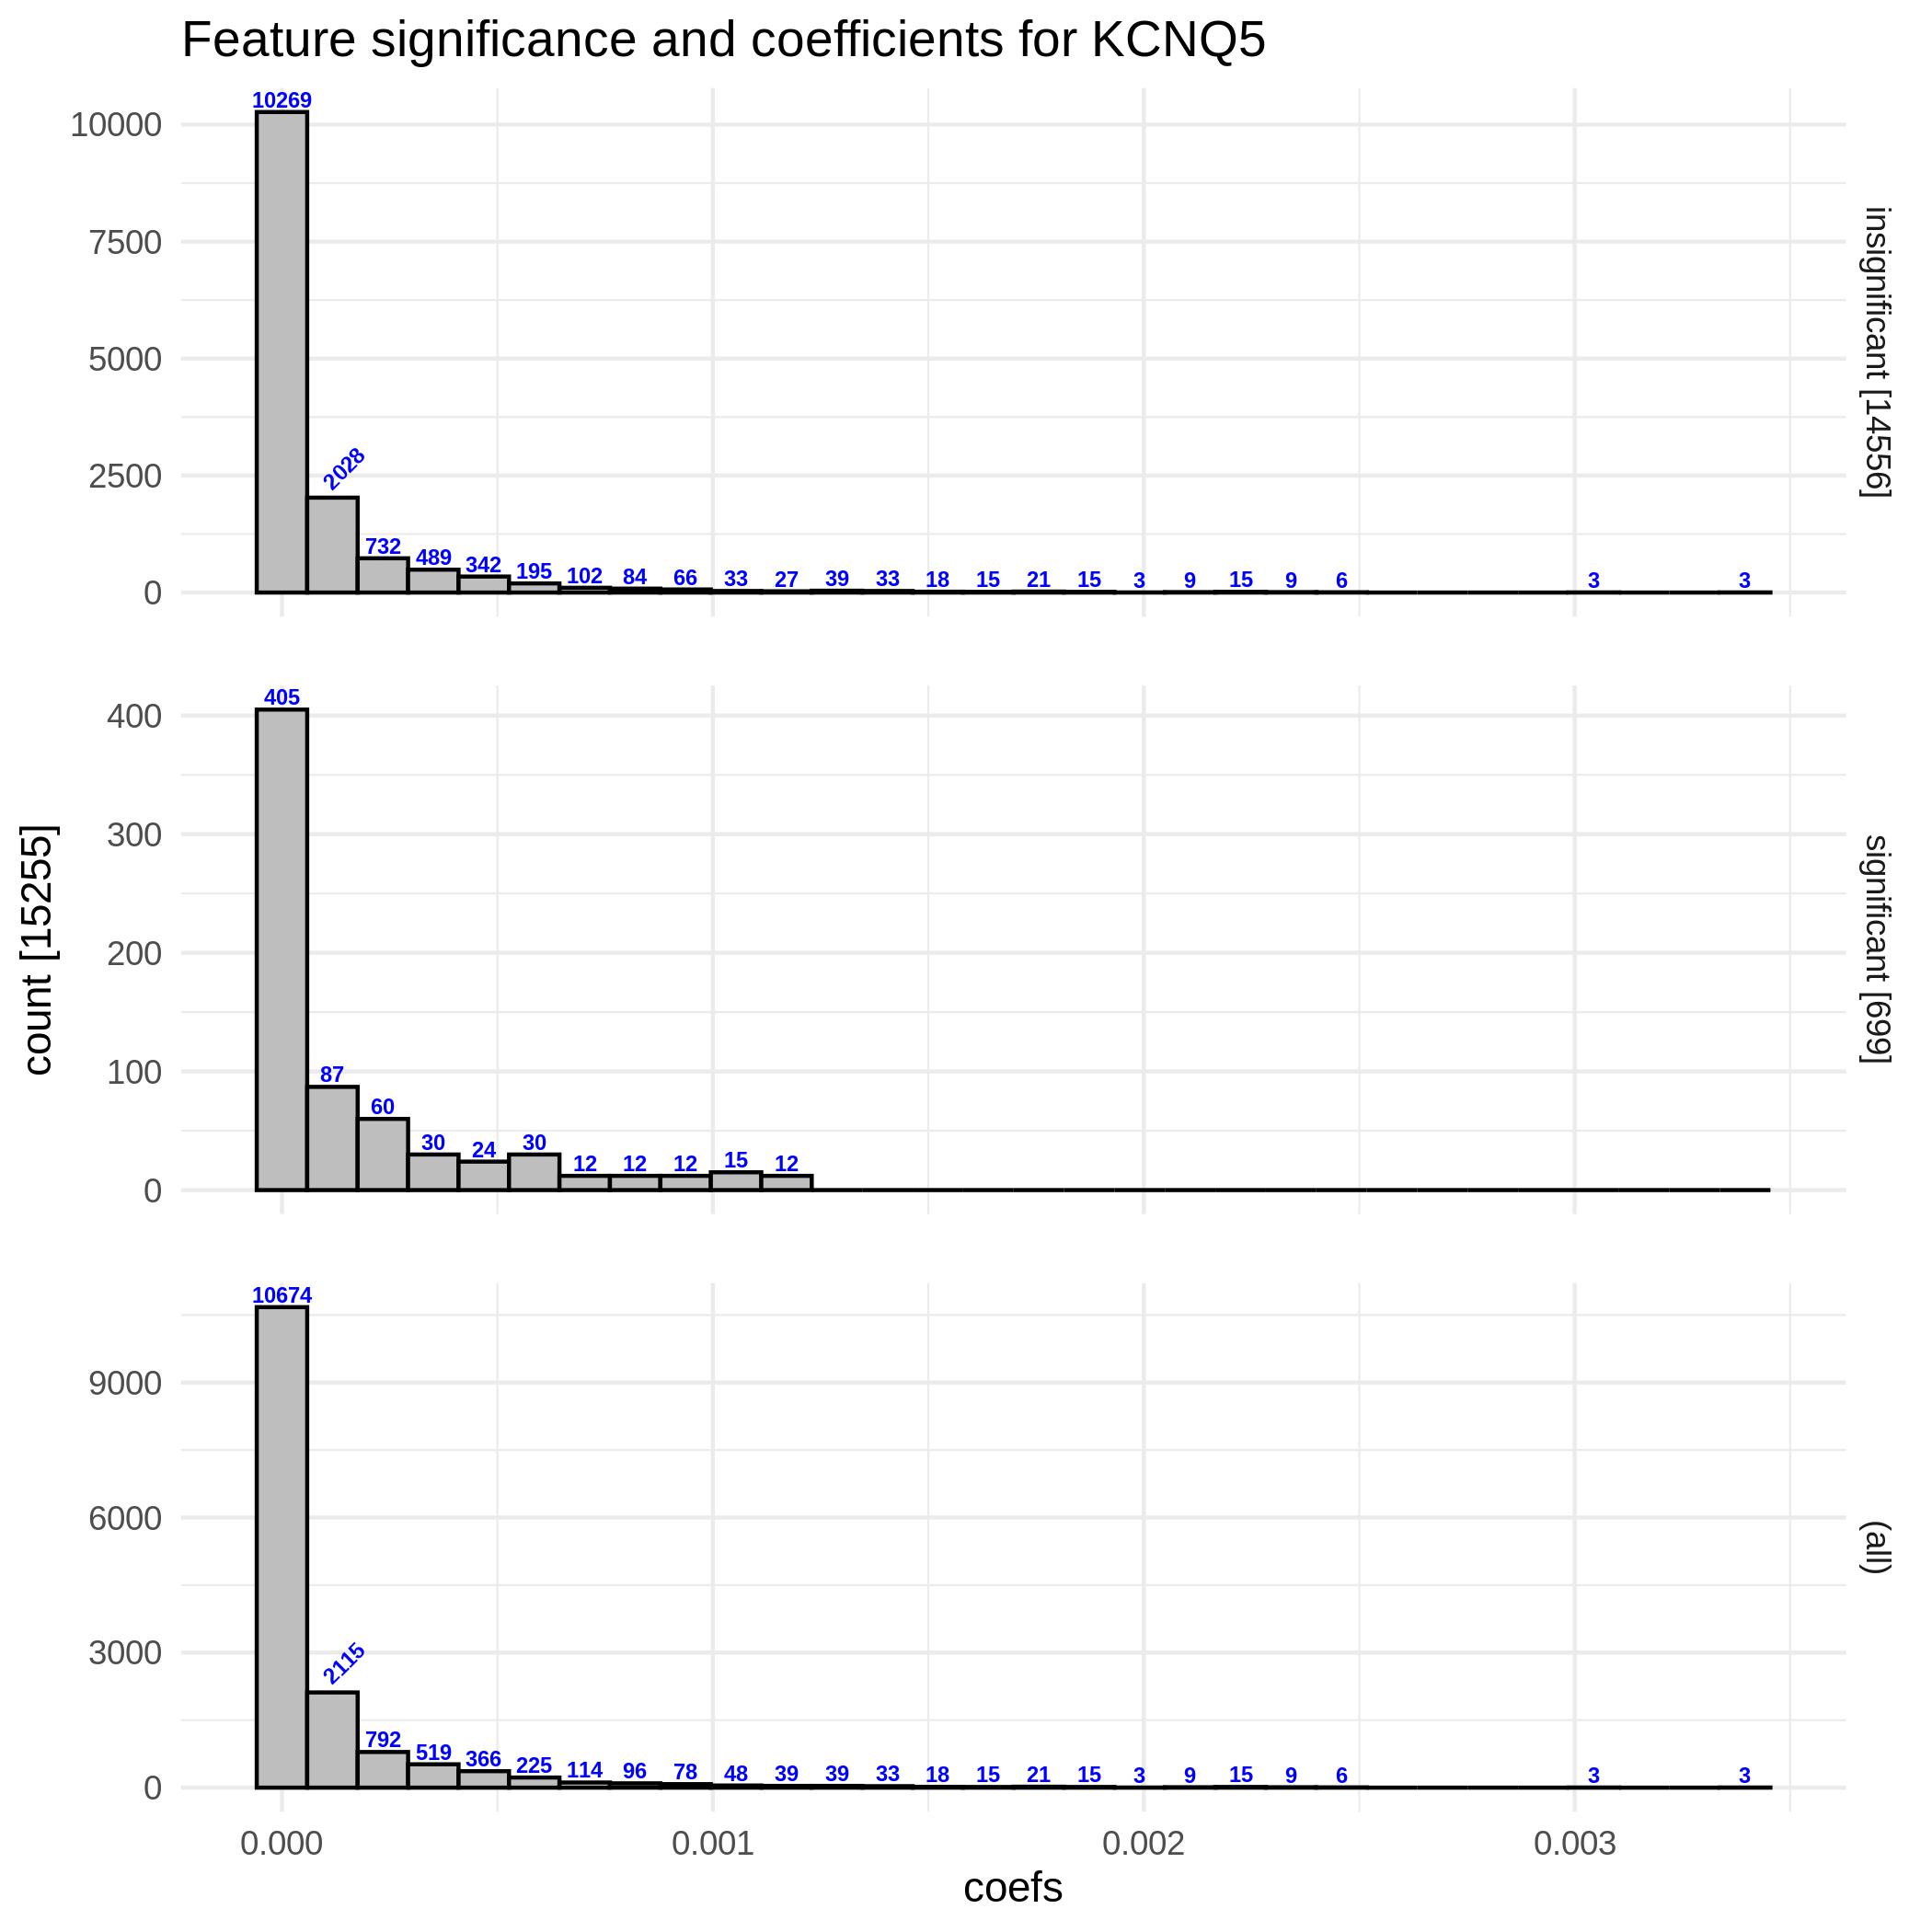 Feature significance and coefficients for KCNQ5
10269
10000
7500
5000
2500
0
2028
732 489 342 195 102 84 66 33 27 39 33 18 15 21 15 3 9 15 9 6 3 3
insignificant [14556]
405
400
300
200
100
0
87
60
30 24 30 12 12 12 15 12
significant [699]
count [15255]
10674
9000
6000
3000
0
2115
792 519 366 225 114 96 78 48 39 39 33 18 15 21 15 3 9 15 9 6 3 3
(all)
0.000 0.001 0.002 0.003
coefs